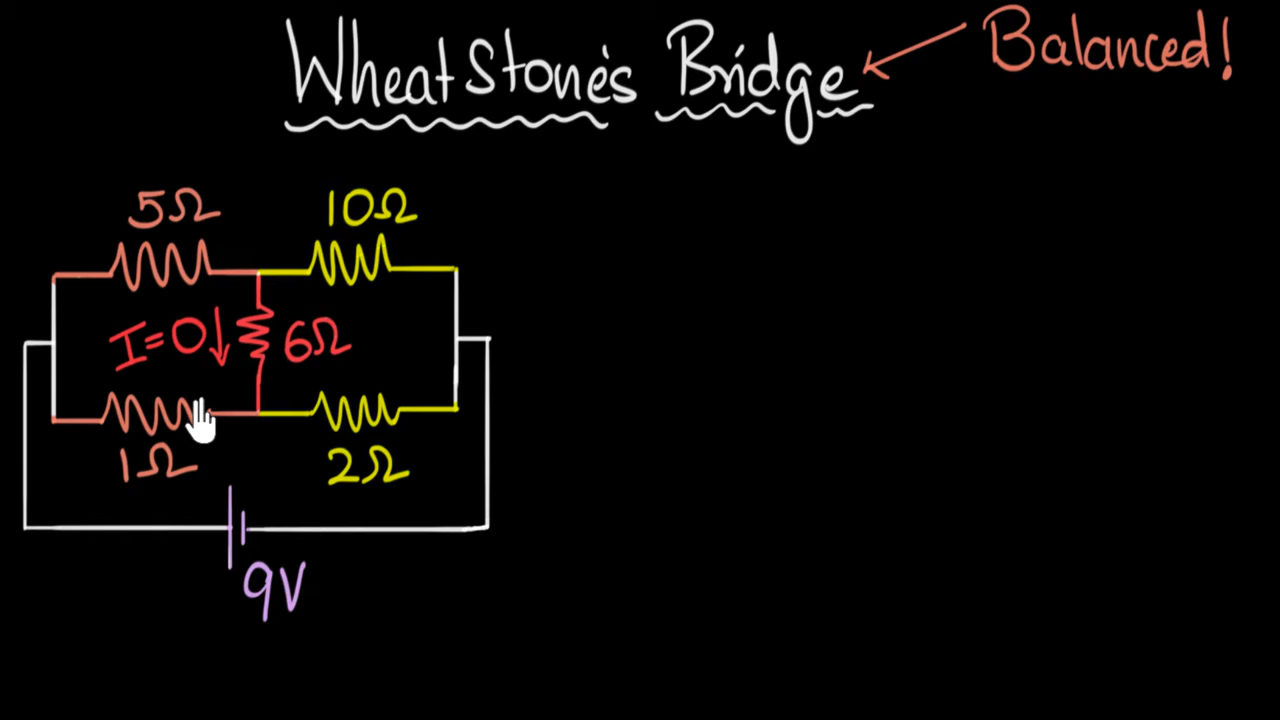 WheatStone's Bridge
Balanced!
5Ω
10Ω
I=0
6Ω
1Ω
2Ω
9V